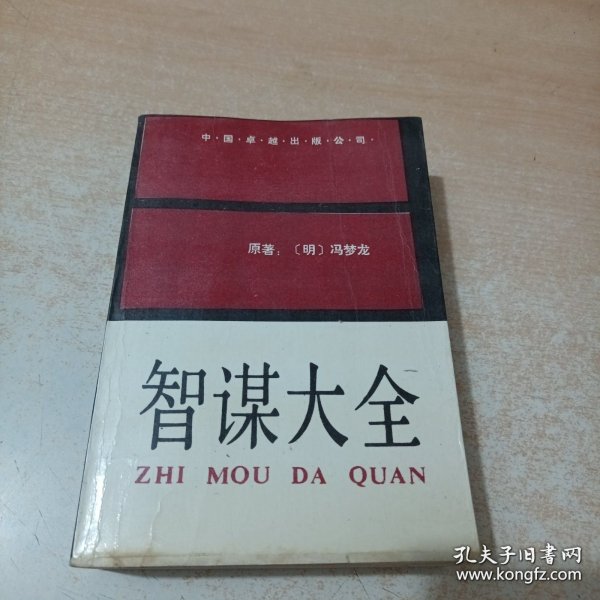 中·国·卓·越·出·版·公·司·
原著：〔明〕冯梦龙
智谋大全
ZHI MOU DA QUAN
孔夫子旧书网
www.kongfz.com